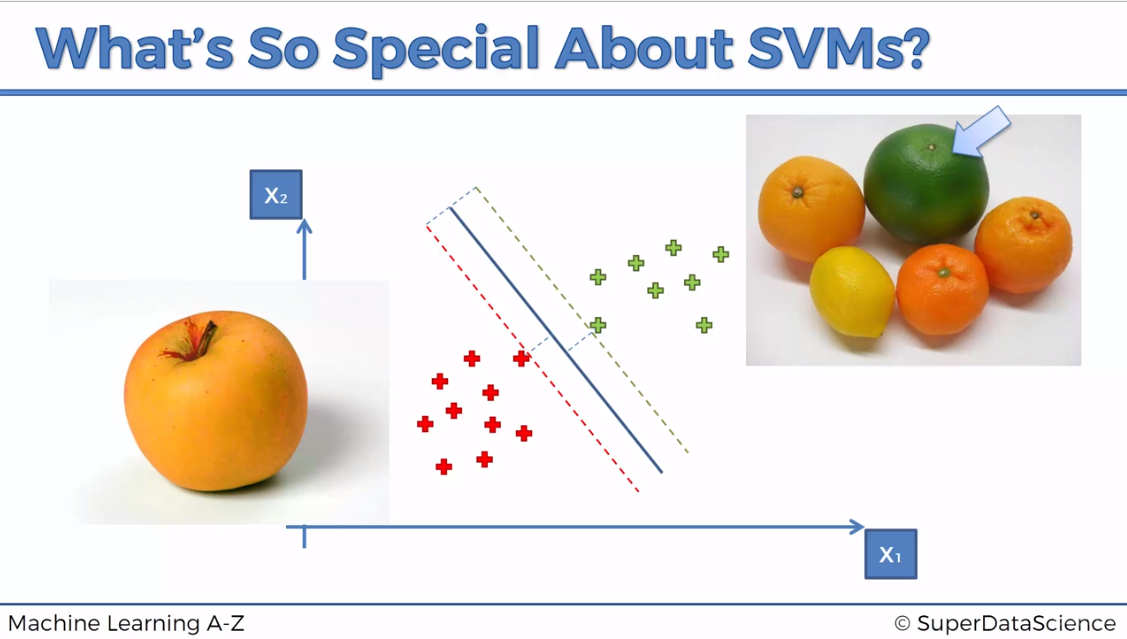 What's So Special About SVMs?
X₂
X₁
Machine Learning A-Z
© SuperDataScience